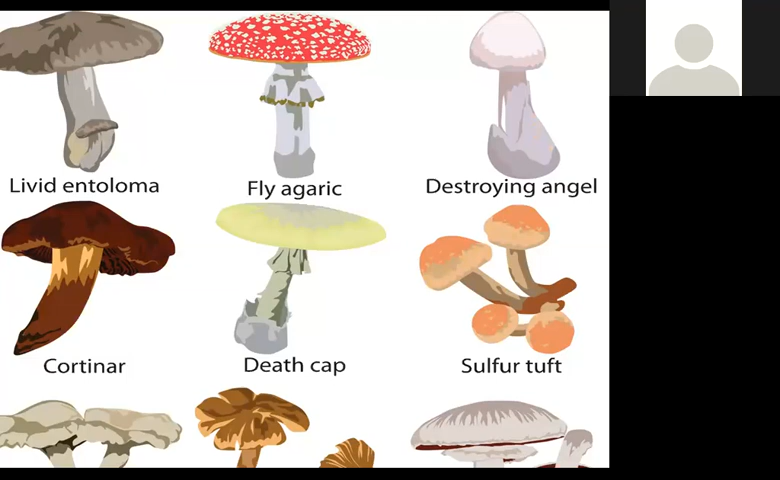 Livid entoloma
Fly agaric
Destroying angel
Cortinar
Death cap
Sulfur tuft